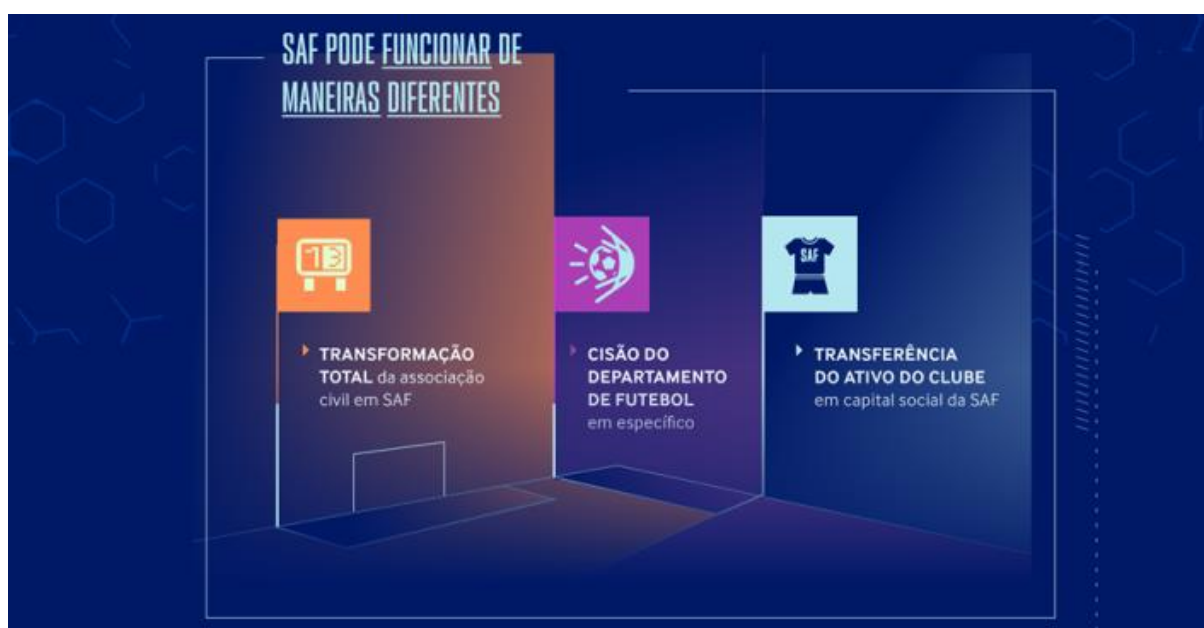 SAF PODE FUNCIONAR DE
MANEIRAS DIFERENTES
13
TRANSFORMAÇÃO
TOTAL da associação
civil em SAF
CISÃO DO
DEPARTAMENTO
DE FUTEBOL
em específico
SAF
TRANSFERÊNCIA
DO ATIVO DO CLUBE
em capital social da SAF